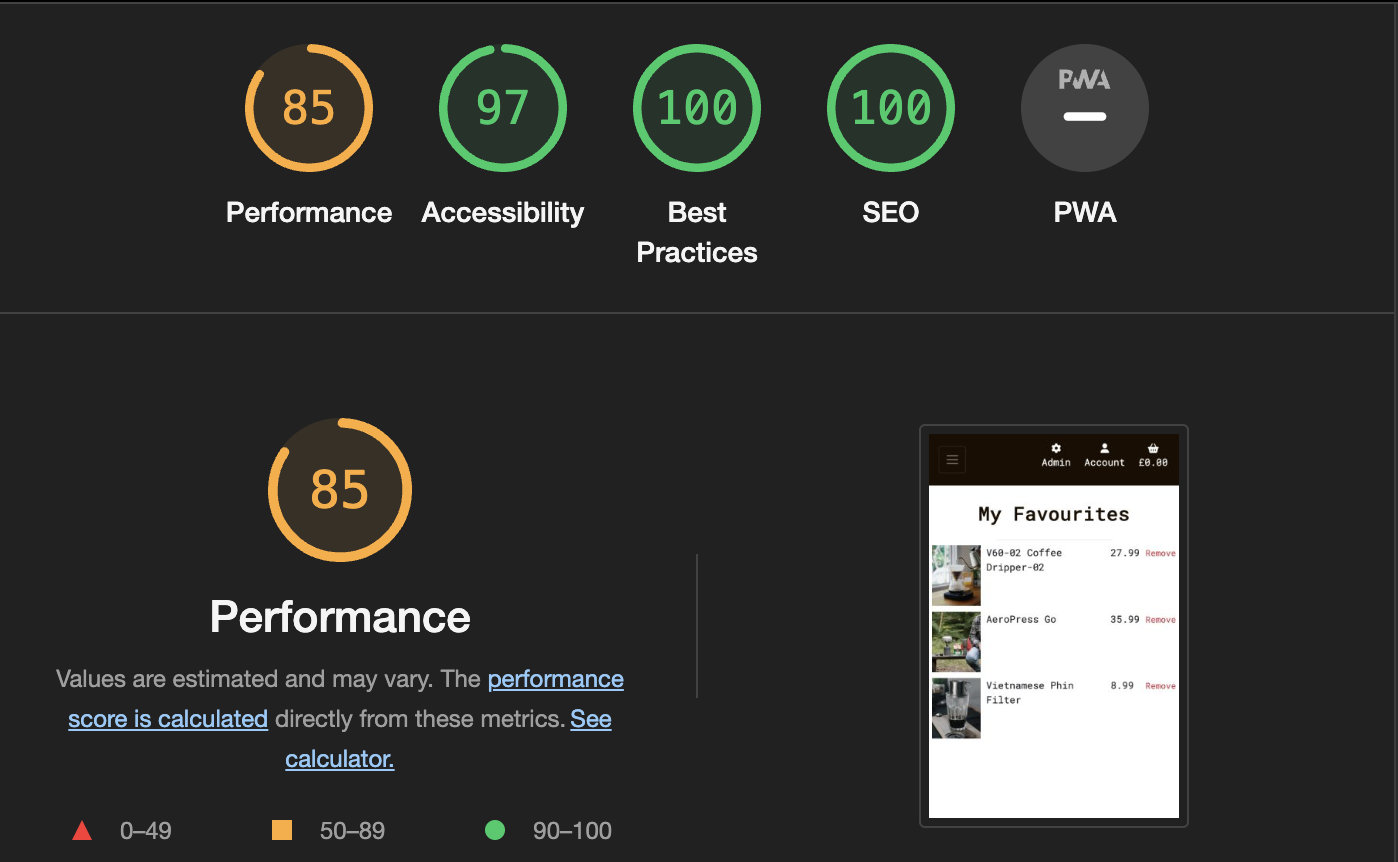 85
97
100
100
PWA
Performance
Accessibility
Best
Practices
SEO
PWA
85
Performance
Values are estimated and may vary. The performance
score is calculated directly from these metrics. See
calculator.
0–49
50–89
90–100
Admin
Account
£0.00
My Favourites
V60-02 Coffee
Dripper-02
27.99 Remove
AeroPress Go
35.99 Remove
Vietnamese Phin
Filter
8.99 Remove